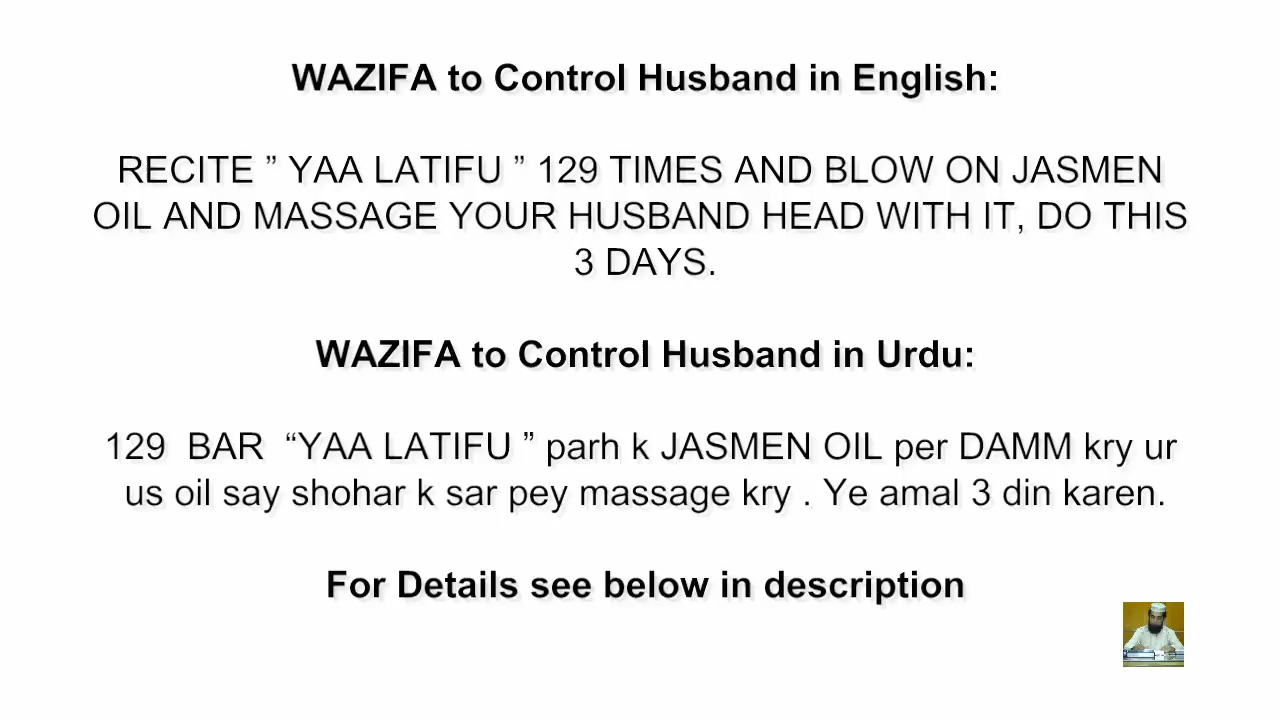 WAZIFA to Control Husband in English:
RECITE ” YAA LATIFU ” 129 TIMES AND BLOW ON JASMEN
OIL AND MASSAGE YOUR HUSBAND HEAD WITH IT, DO THIS
3 DAYS.
WAZIFA to Control Husband in Urdu:
129  BAR  “YAA LATIFU ” parh k JASMEN OIL per DAMM kry ur
us oil say shohar k sar pey massage kry . Ye amal 3 din karen.
For Details see below in description